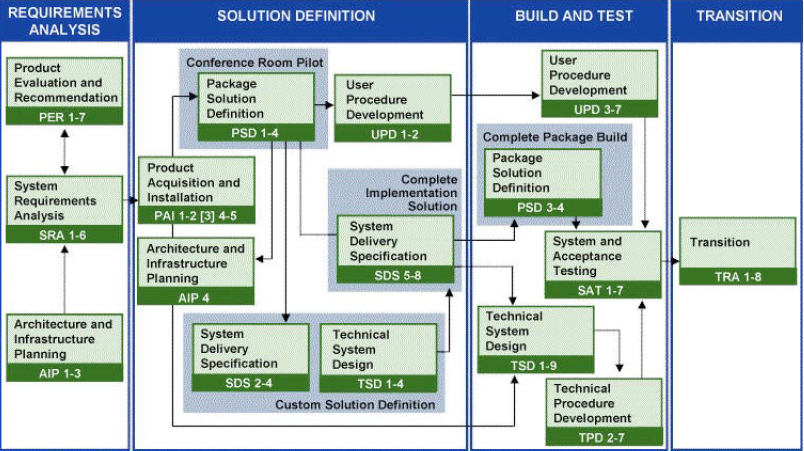 REQUIREMENTS
ANALYSIS
SOLUTION DEFINITION
BUILD AND TEST
TRANSITION
Product
Evaluation and
Recommendation
PER 1-7
System
Requirements
Analysis
SRA 1-6
Architecture and
Infrastructure
Planning
AIP 1-3
Conference Room Pilot
Package
Solution
Definition
PSD 1-4
User
Procedure
Development
UPD 1-2
Product
Acquisition and
Installation
PAI 1-2 [3] 4-5
Architecture and
Infrastructure
Planning
AIP 4
Complete
Implementation
Solution
System
Delivery
Specification
SDS 5-8
System
Delivery
Specification
SDS 2-4
Technical
System
Design
TSD 1-4
Custom Solution Definition
User
Procedure
Development
UPD 3-7
Complete Package Build
Package
Solution
Definition
PSD 3-4
System and
Acceptance
Testing
SAT 1-7
Technical
System
Design
TSD 1-9
Technical
Procedure
Development
TPD 2-7
Transition
TRA 1-8